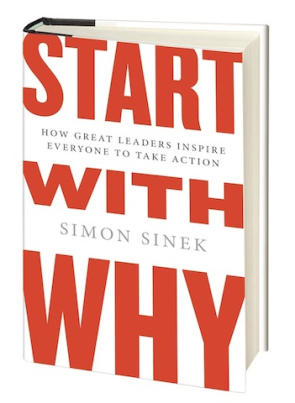 START
HOW GREAT LEADERS INSPIRE
EVERYONE TO TAKE ACTION
WITH
SIMON SINEK
WHY